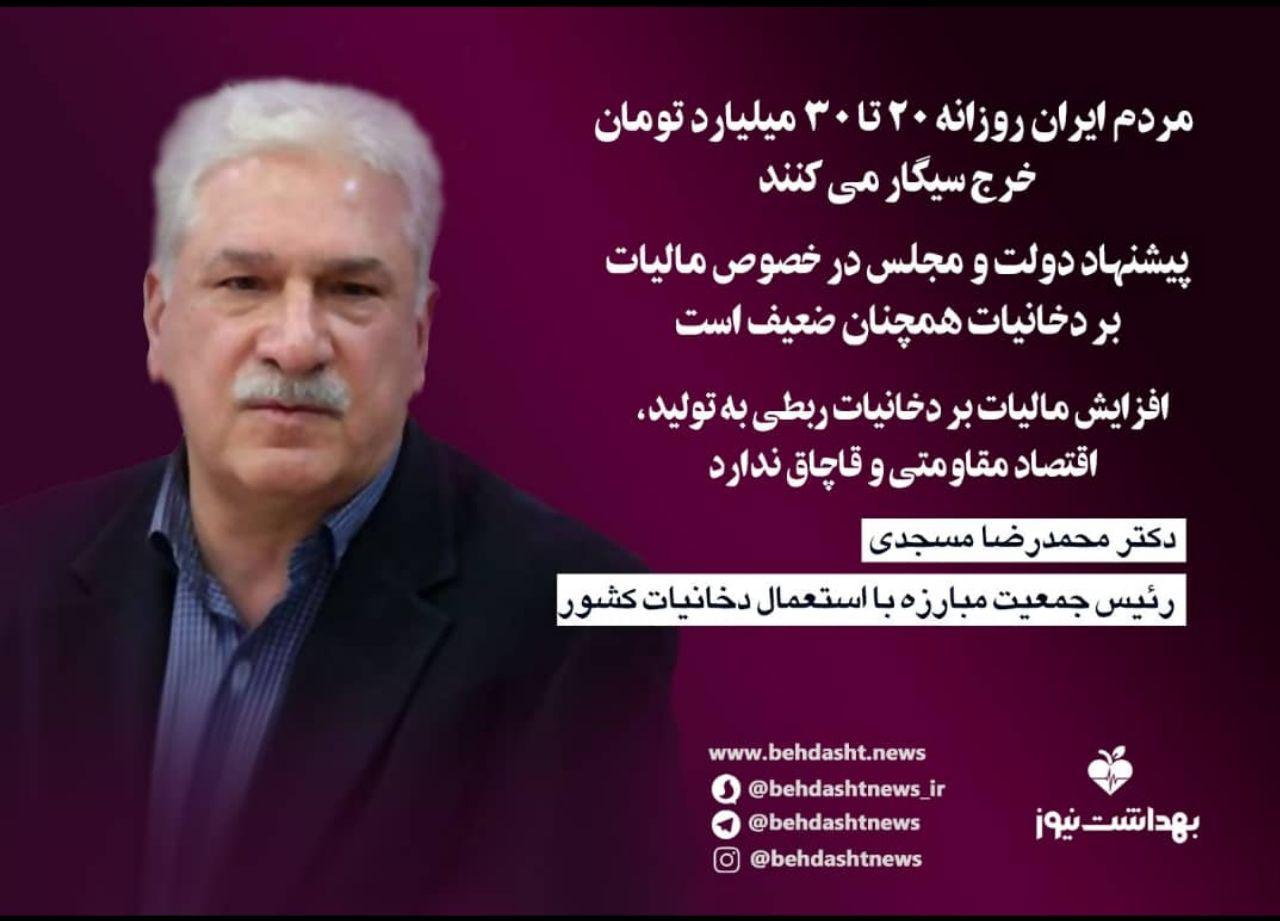 مردم ایران روزانه ۲۰ تا ۳۰ میلیارد تومان
خرج سیگار می کنند
پیشنهاد دولت و مجلس در خصوص مالیات
بر دخانیات همچنان ضعیف است
افزایش مالیات بر دخانیات ربطی به تولید،
اقتصاد مقاومتی و قاچاق ندارد
دکتر محمدرضا مسجدی
رئیس جمعیت مبارزه با استعمال دخانیات کشور
www.behdasht.news
@behdashtnews_ir
@behdashtnews
@behdashtnews
بهداشت نیوز